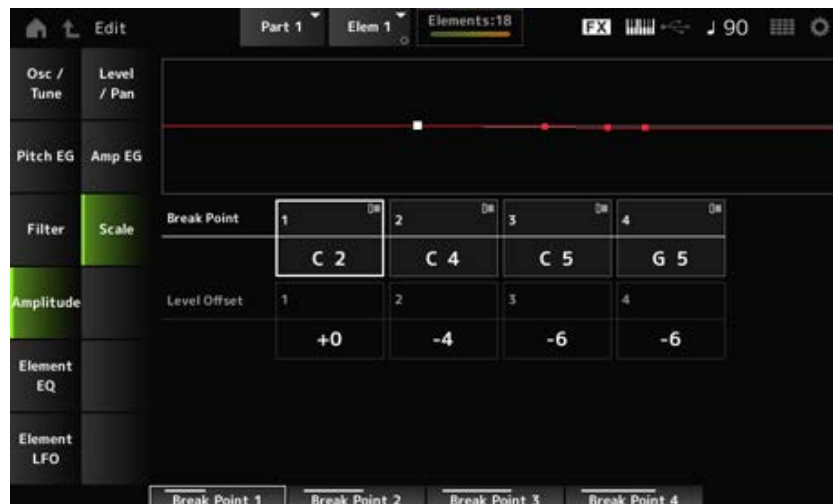 Edit
Part 1
Elem 1
Elements:18
FX
♩ 90
Osc /
Tune
Level
/ Pan
Pitch EG
Amp EG
Filter
Scale
Amplitude
Element
EQ
Element
LFO
Break Point
1
2
3
4
C 2
C 4
C 5
G 5
Level Offset
1
2
3
4
+0
-4
-6
-6
Break Point 1
Break Point 2
Break Point 3
Break Point 4